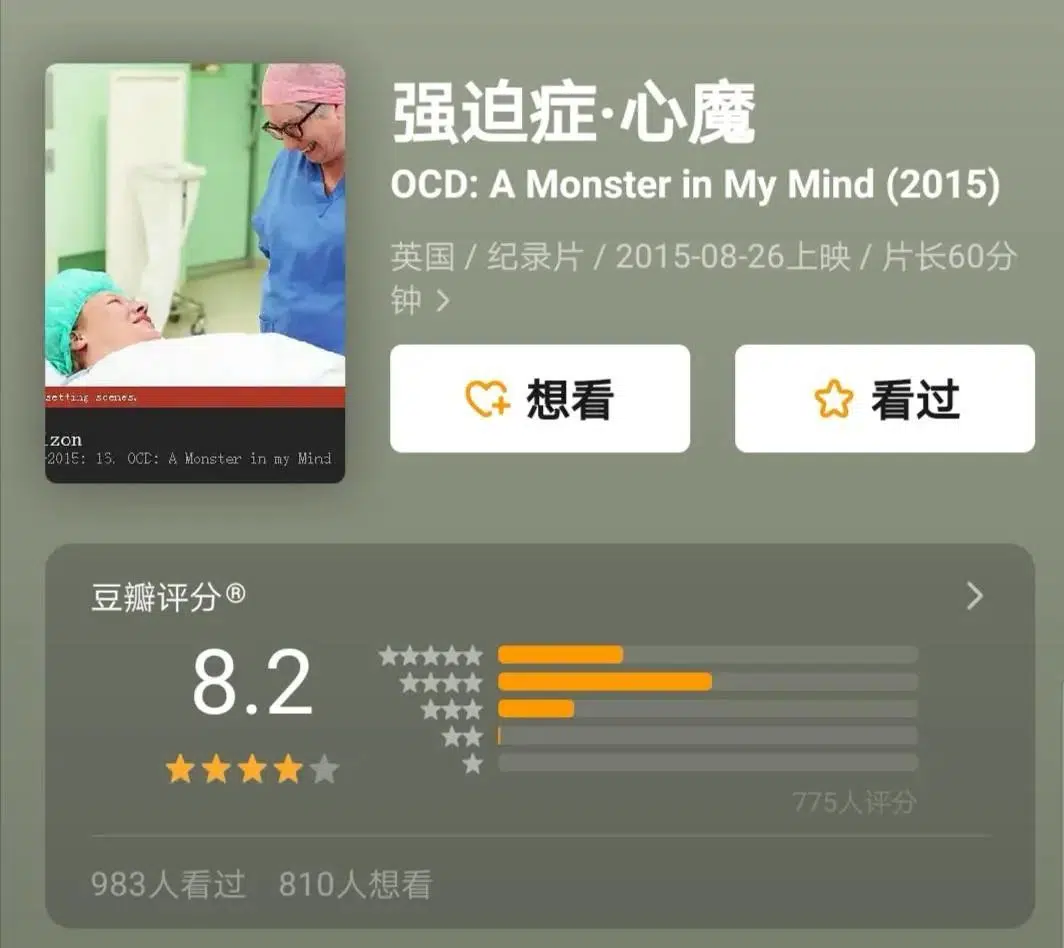 强迫症·心魔
OCD: A Monster in My Mind (2015)
英国 / 纪录片 / 2015-08-26上映 / 片长60分
钟
setting scenes.
izon
-2015: 15. OCD: A Monster in my Mind
想看
看过
豆瓣评分®
8.2
775人评分
983人看过 810人想看